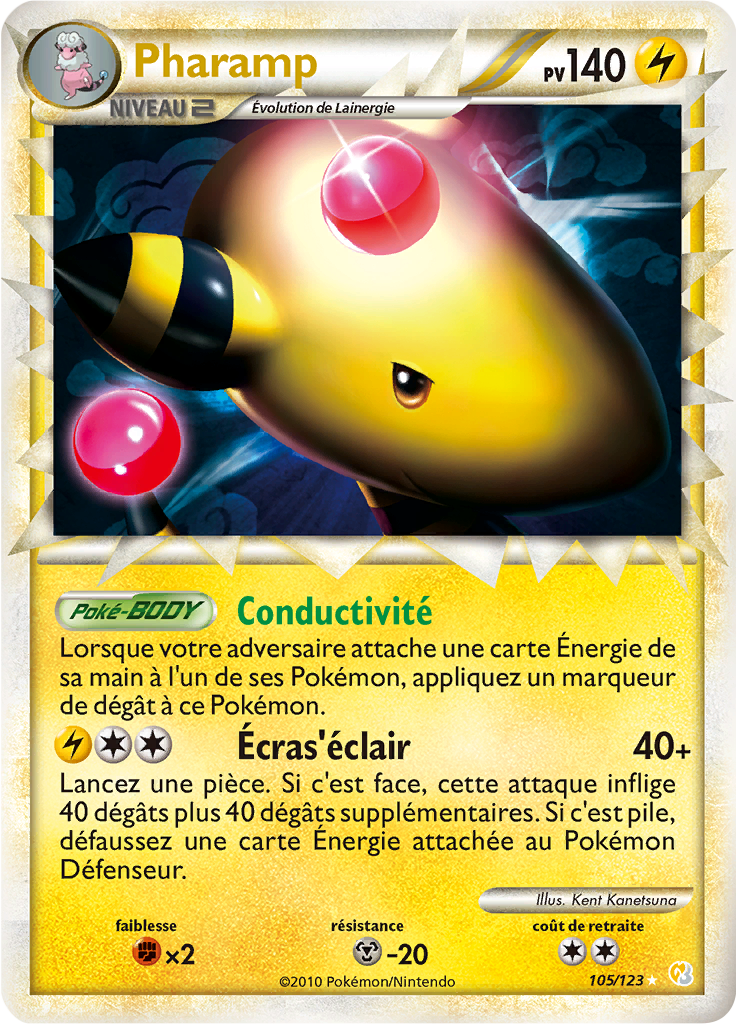 Pharamp
PV 140
NIVEAU 2
Évolution de Lainergie
Poké-BODY Conductivité
Lorsque votre adversaire attache une carte Énergie de
sa main à l'un de ses Pokémon, appliquez un marqueur
de dégât à ce Pokémon.
Écras'éclair 40+
Lancez une pièce. Si c'est face, cette attaque inflige
40 dégâts plus 40 dégâts supplémentaires. Si c'est pile,
défaussez une carte Énergie attachée au Pokémon
Défenseur.
Illus. Kent Kanetsuna
faiblesse résistance coût de retraite
×2 -20
©2010 Pokémon/Nintendo 105/123